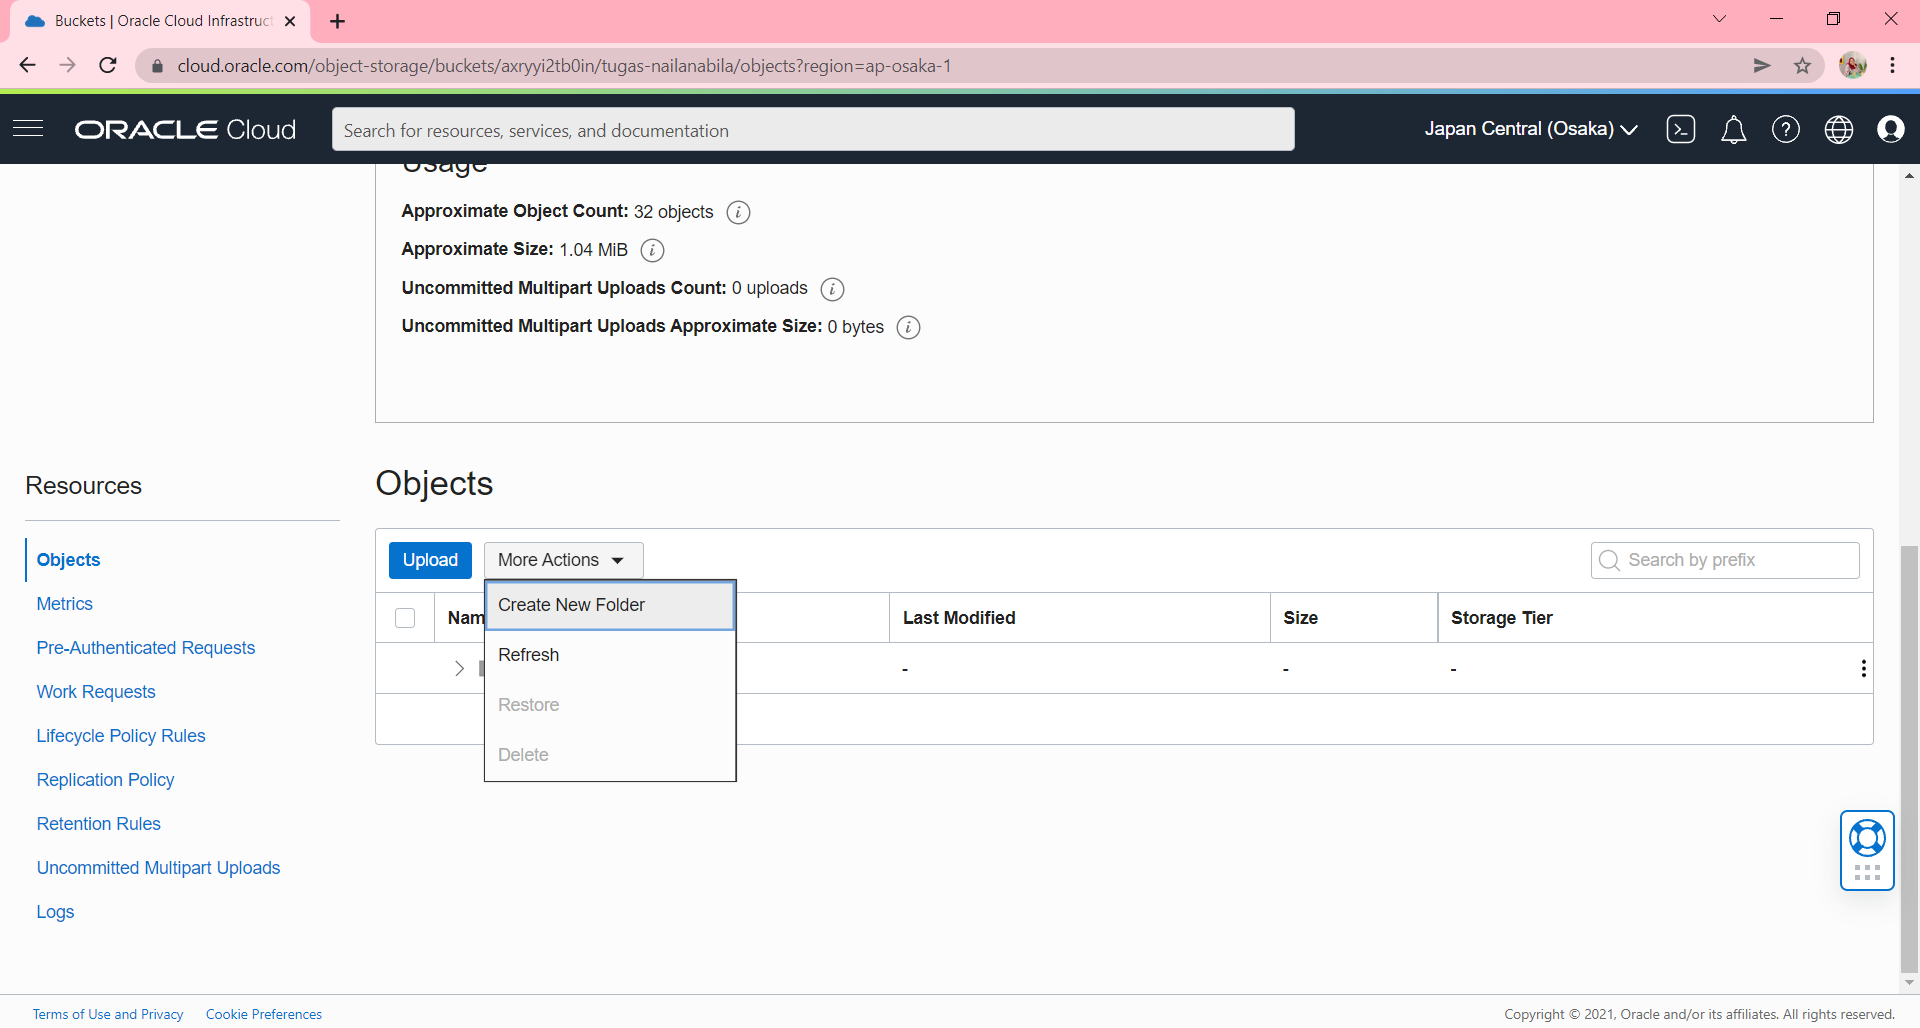 Buckets | Oracle Cloud Infrastruct
cloud.oracle.com/object-storage/buckets/axryyi2tb0in/tugas-nailanabila/objects?region=ap-osaka-1
ORACLE Cloud
Search for resources, services, and documentation
Japan Central (Osaka)
Usage
Approximate Object Count: 32 objects
Approximate Size: 1.04 MiB
Uncommitted Multipart Uploads Count: 0 uploads
Uncommitted Multipart Uploads Approximate Size: 0 bytes
Resources
Objects
Metrics
Pre-Authenticated Requests
Work Requests
Lifecycle Policy Rules
Replication Policy
Retention Rules
Uncommitted Multipart Uploads
Logs
Objects
Upload
More Actions
Search by prefix
Create New Folder
Refresh
Restore
Delete
Nam
Last Modified
Size
Storage Tier
- - -
Terms of Use and Privacy
Cookie Preferences
Copyright © 2021, Oracle and/or its affiliates. All rights reserved.